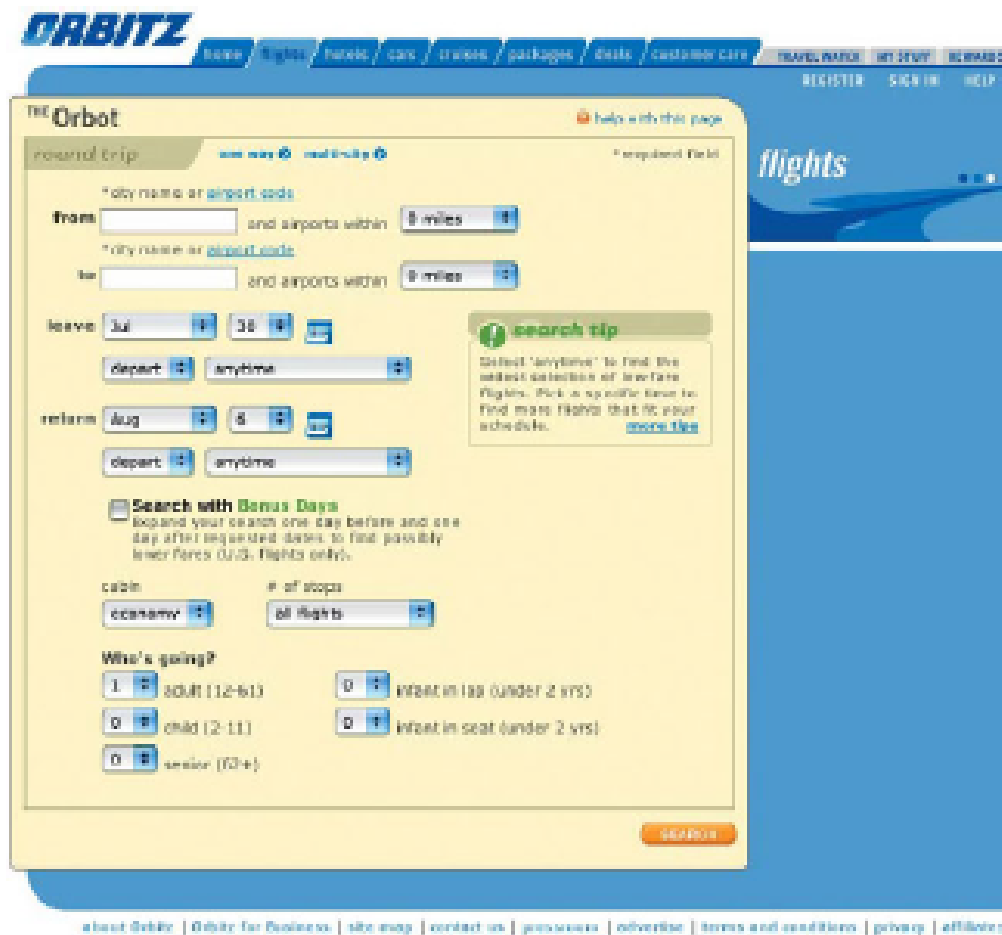 ORBITZ
home / flights / hotels / cars / cruises / packages / deals / customer care
TRAVEL WATCH MY STUFF REWARDS
REGISTER SIGN IN HELP
THE Orbot
help with this page
round trip one way multi-city * required field
flights
* city name or airport code
from and airports within 0 miles
* city name or airport code
to and airports within 0 miles
leave Jul 30
depart anytime
return Aug 6
depart anytime
search tip
Select 'anytime' to find the
widest selection of low-fare
flights. Pick a specific time to
find more flights that fit your
schedule. more tips
Search with Bonus Days
Expand your search one day before and one
day after requested dates to find possibly
lower fares (U.S. flights only).
cabin # of stops
economy all flights
Who's going?
1 adult (12-61) 0 infant in lap (under 2 yrs)
0 child (2-11) 0 infant in seat (under 2 yrs)
0 senior (62+)
SEARCH
about Orbitz | Orbitz for Business | site map | contact us | | advertise | terms and conditions | privacy | affiliates